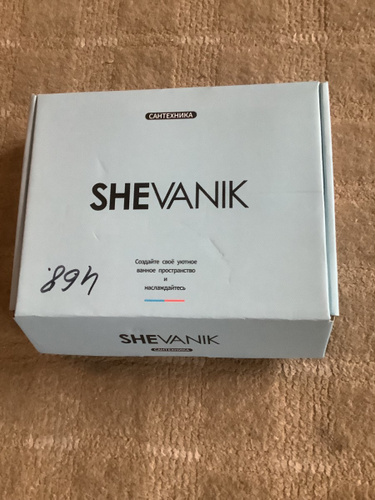 САНТЕХНИКА
SHEVANIK
Создайте своё уютное
ванное пространство
и
наслаждайтесь
468.
SHEVANIK
САНТЕХНИКА